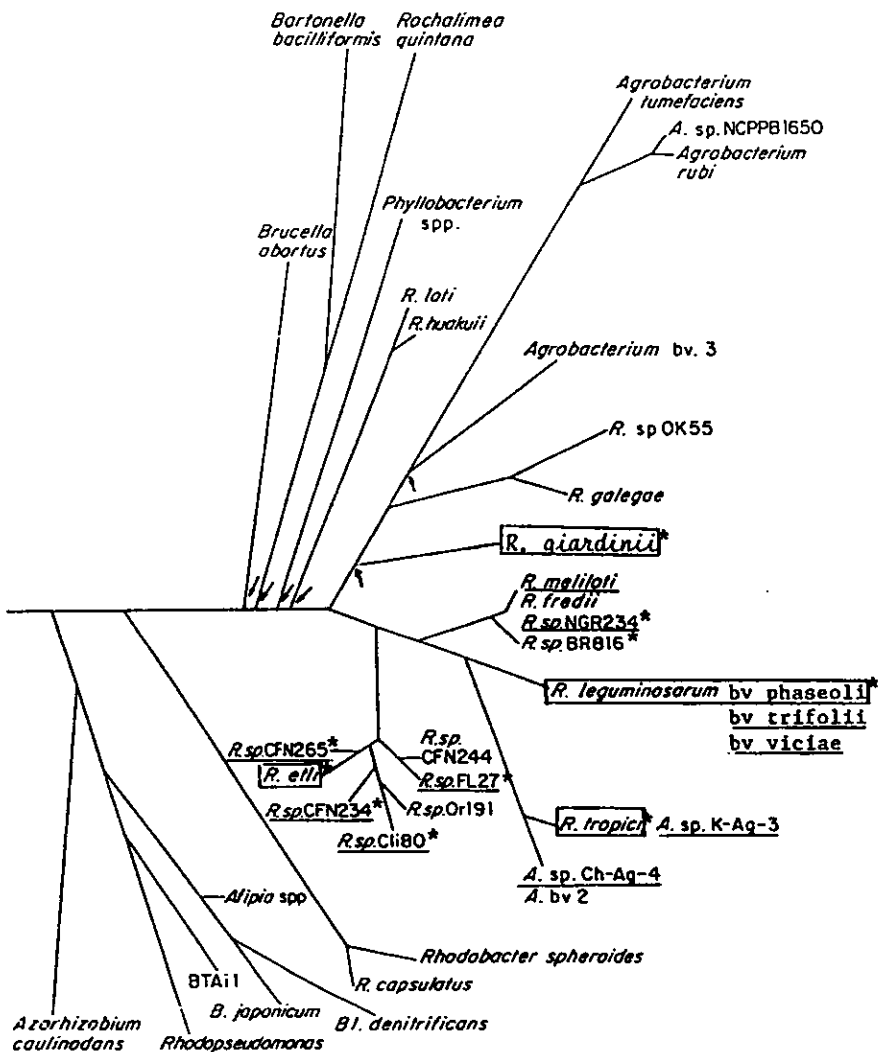 Bartonella
bacilliformis
Rochalimea
quintana
Agrobacterium
tumefaciens
A. sp. NCPPB1650
Agrobacterium
rubi
Phyllobacterium
spp.
Brucella
abortus
R. loti
R. huakuii
Agrobacterium bv. 3
R. sp OK55
R. galegae
R. giardinii*
R. meliloti
R. fredii
R.sp.NGR234*
R.sp.BR816*
R. leguminosarum bv phaseoli*
bv trifolii
bv viciae
R.sp.CFN265*
R.sp.
CFN244
R. etli*
R.sp.FL27*
R.sp.CFN234*
R.sp.Or191
R.sp.Cli80*
R. tropici* A. sp. K-Ag-3
A. sp. Ch-Ag-4
A. bv 2
Afipia spp
Rhodobacter spheroides
BTAi1
R. capsulatus
B. japonicum
Azorhizobium
caulinodans
Bl. denitrificans
Rhodopseudomonas